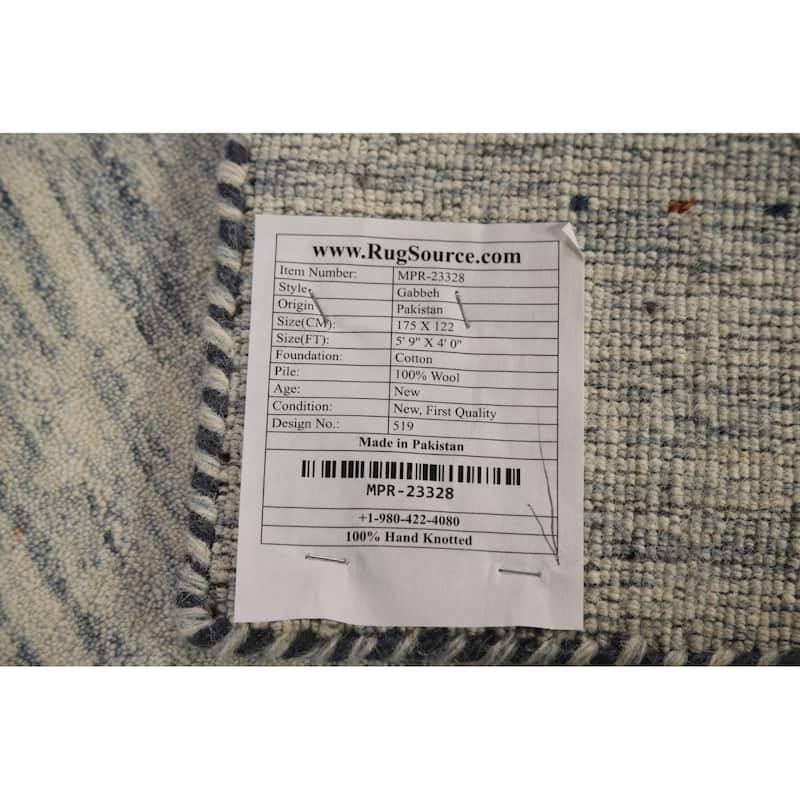 www.RugSource.com
Item Number: MPR-23328
Style: Gabbeh
Origin Pakistan
Size(CM): 175 X 122
Size(FT): 5' 9" X 4' 0"
Foundation: Cotton
Pile: 100% Wool
Age: New
Condition: New, First Quality
Design No.: 519
Made in Pakistan
MPR-23328
+1-980-422-4080
100% Hand Knotted